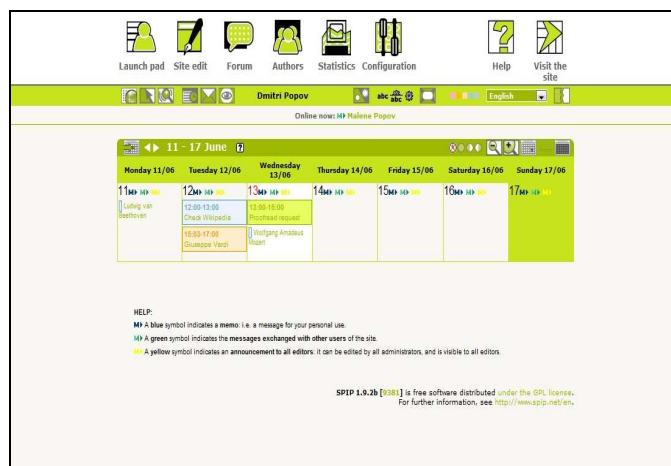 Launch pad Site edit Forum Authors Statistics Configuration Help Visit the site
Dmitri Popov abc abc English
Online now: Malene Popov
11 - 17 June ?
Monday 11/06 Tuesday 12/06 Wednesday 13/06 Thursday 14/06 Friday 15/06 Saturday 16/06 Sunday 17/06
11 12 13 14 15 16 17
Ludwig van Beethoven
12:00-13:00
Check Wikipedia
15:03-17:00
Giuseppe Verdi
13:00-15:00
Proofread request
Wolfgang Amadeus Mozart
HELP:
A blue symbol indicates a memo: i.e. a message for your personal use.
A green symbol indicates the messages exchanged with other users of the site.
A yellow symbol indicates an announcement to all editors: it can be edited by all administrators, and is visible to all editors.
SPIP 1.9.2b [9381] is free software distributed under the GPL license.
For further information, see http://www.spip.net/en.